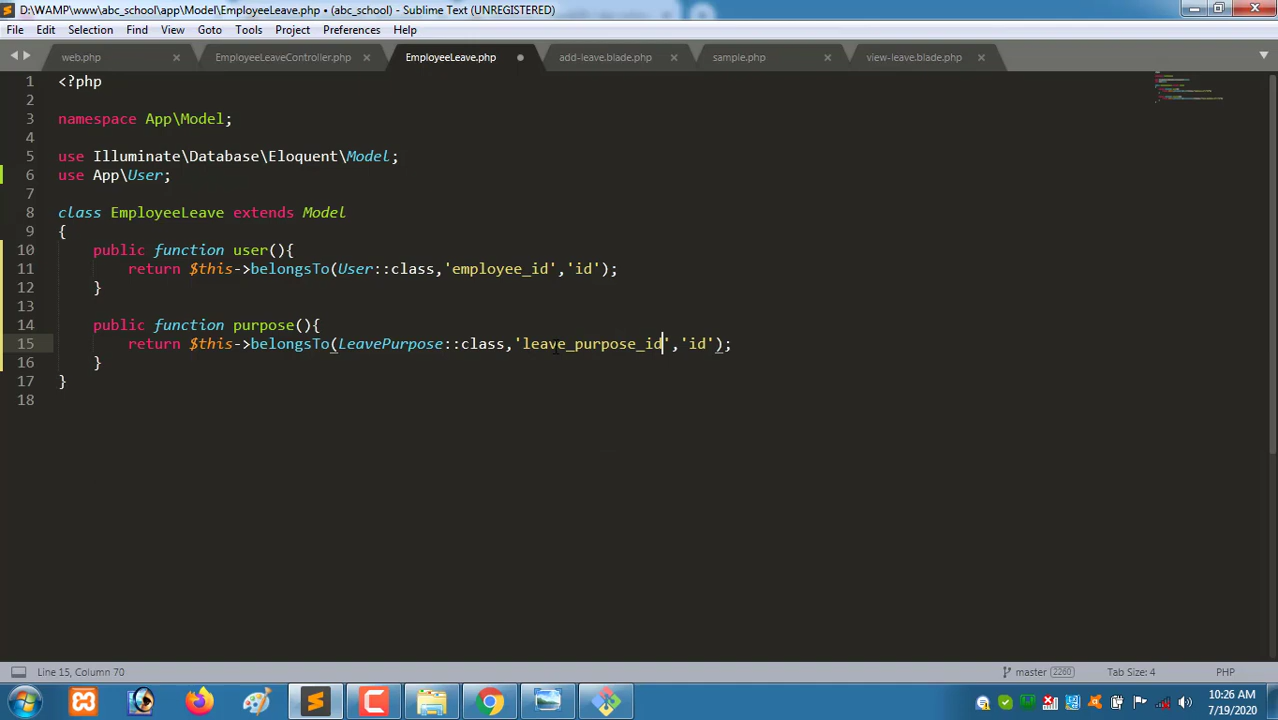 D:\WAMP\www\abc_school\app\Model\EmployeeLeave.php • (abc_school) - Sublime Text (UNREGISTERED)
File Edit Selection Find View Goto Tools Project Preferences Help
web.php EmployeeLeaveController.php EmployeeLeave.php add-leave.blade.php sample.php view-leave.blade.php
1 <?php
2
3 namespace App\Model;
4
5 use Illuminate\Database\Eloquent\Model;
6 use App\User;
7
8 class EmployeeLeave extends Model
9 {
10 public function user(){
11 return $this->belongsTo(User::class,'employee_id','id');
12 }
13
14 public function purpose(){
15 return $this->belongsTo(LeavePurpose::class,'leave_purpose_id','id');
16 }
17 }
18
Line 15, Column 70 master 2260 Tab Size: 4 PHP
10:26 AM
7/19/2020